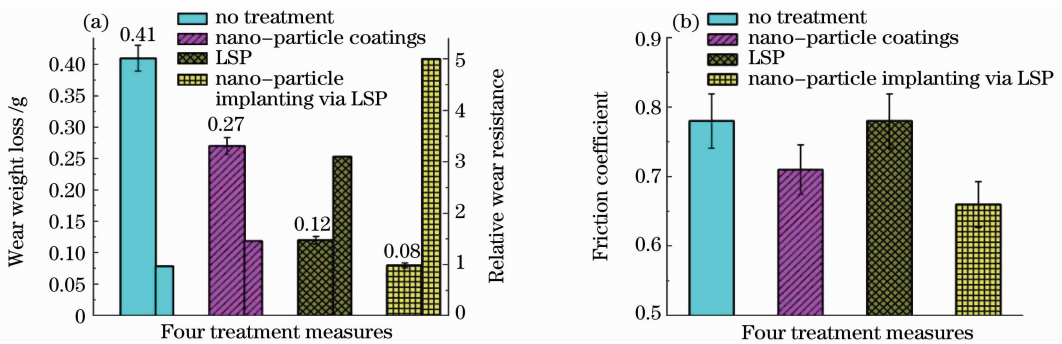 (a)
no treatment
nano-particle coatings
LSP
nano-particle
implanting via LSP
0.41
0.27
0.12
0.08
0.40
0.35
0.30
0.25
0.20
0.15
0.10
0.05
0
Wear weight loss /g
5
4
3
2
1
0
Relative wear resistance
Four treatment measures
(b)
no treatment
nano-particle coatings
LSP
nano-particle implanting via LSP
0.9
0.8
0.7
0.6
0.5
Friction coefficient
Four treatment measures